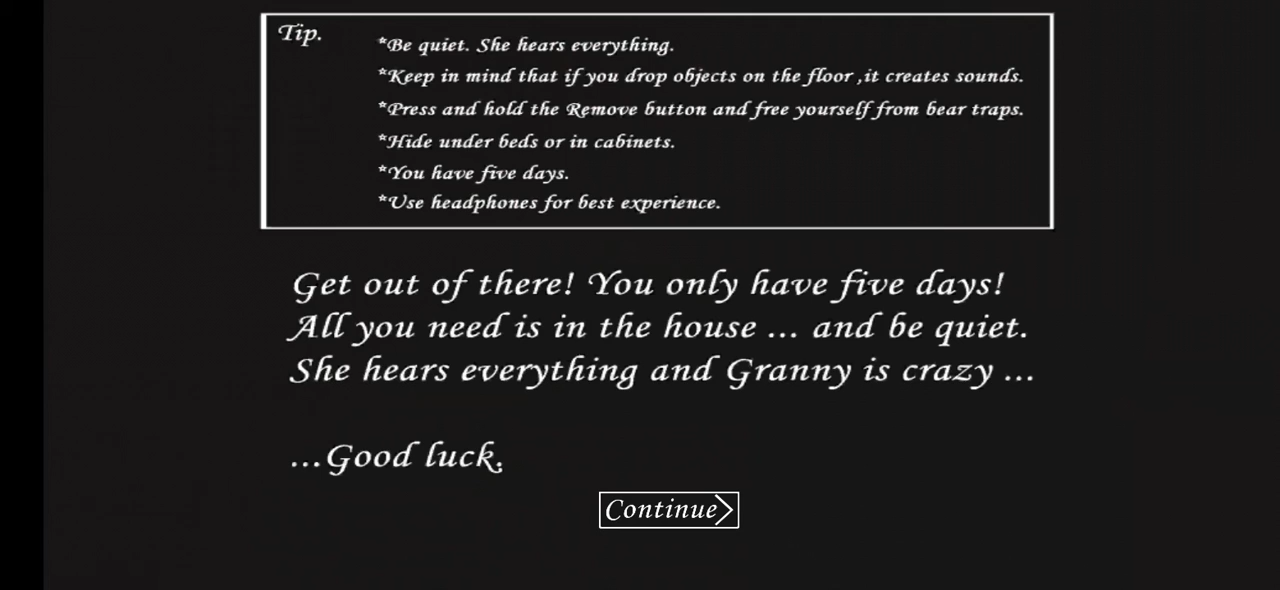 Tip.
*Be quiet. She hears everything.
*Keep in mind that if you drop objects on the floor ,it creates sounds.
*Press and hold the Remove button and free yourself from bear traps.
*Hide under beds or in cabinets.
*You have five days.
*Use headphones for best experience.
Get out of there! You only have five days!
All you need is in the house ... and be quiet.
She hears everything and Granny is crazy ...
...Good luck.
Continue